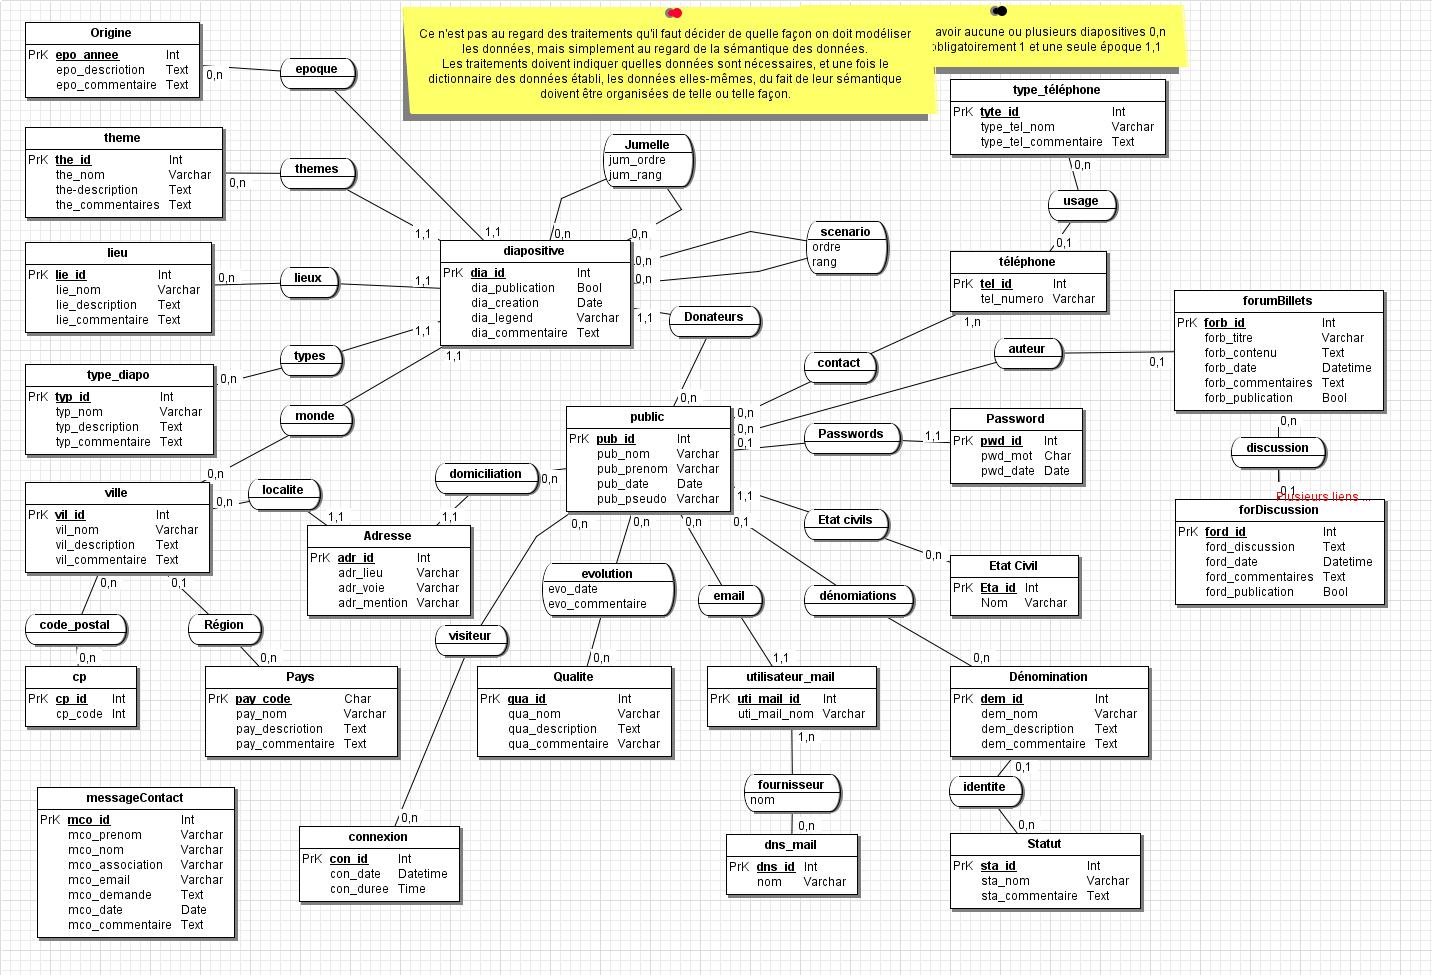 Ce n'est pas au regard des traitements qu'il faut décider de quelle façon on doit modéliser
les données, mais simplement au regard de la sémantique des données.
Les traitements doivent indiquer quelles données sont nécessaires, et une fois le
dictionnaire des données établi, les données elles-mêmes, du fait de leur sémantique
doivent être organisées de telle ou telle façon.
avoir aucune ou plusieurs diapositives 0,n
obligatoirement 1 et une seule époque 1,1
Origine
PrK epo_annee Int
epo_descriotion Text
epo_commentaire Text
0,n
epoque
1,1
theme
PrK the_id Int
the_nom Varchar
the-description Text
the_commentaires Text
0,n
themes
1,1
Jumelle
jum_ordre
jum_rang
0,n
0,n
type_téléphone
PrK tyte_id Int
type_tel_nom Varchar
type_tel_commentaire Text
0,n
usage
0,1
lieu
PrK lie_id Int
lie_nom Varchar
lie_description Text
lie_commentaire Text
0,n
lieux
1,1
diapositive
PrK dia_id Int
dia_publication Bool
dia_creation Date
dia_legend Varchar
dia_commentaire Text
scenario
ordre
rang
0,n
0,n
téléphone
PrK tel_id Int
tel_numero Varchar
1,n
1,1
Donateurs
0,n
contact
0,n
auteur
0,n
0,1
forumBillets
PrK forb_id Int
forb_titre Varchar
forb_contenu Text
forb_date Datetime
forb_commentaires Text
forb_publication Bool
0,n
discussion
0,1
Plusieurs liens ...
forDiscussion
PrK ford_id Int
ford_discussion Text
ford_date Datetime
ford_commentaires Text
ford_publication Bool
type_diapo
PrK typ_id Int
typ_nom Varchar
typ_description Text
typ_commentaire Text
0,n
types
1,1
monde
1,1
0,n
public
PrK pub_id Int
pub_nom Varchar
pub_prenom Varchar
pub_date Date
pub_pseudo Varchar
0,1
Passwords
1,1
Password
PrK pwd_id Int
pwd_mot Char
pwd_date Date
ville
PrK vil_id Int
vil_nom Varchar
vil_description Text
vil_commentaire Text
0,n
localite
1,1
domiciliation
0,n
1,1
Adresse
PrK adr_id Int
adr_lieu Varchar
adr_voie Varchar
adr_mention Varchar
1,1
Etat civils
0,n
Etat Civil
PrK Eta_id Int
Nom Varchar
0,n
0,n
0,n
0,1
0,n
code_postal
0,n
0,1
Région
0,n
visiteur
0,n
evolution
evo_date
evo_commentaire
0,n
email
1,1
dénomiations
0,n
cp
PrK cp_id Int
cp_code Int
Pays
PrK pay_code Char
pay_nom Varchar
pay_descriotion Text
pay_commentaire Text
Qualite
PrK qua_id Int
qua_nom Varchar
qua_description Text
qua_commentaire Varchar
utilisateur_mail
PrK uti_mail_id Int
uti_mail_nom Varchar
1,n
fournisseur
nom
0,n
dns_mail
PrK dns_id Int
nom Varchar
Dénomination
PrK dem_id Int
dem_nom Varchar
dem_description Text
dem_commentaire Text
0,1
identite
0,n
Statut
PrK sta_id Int
sta_nom Varchar
sta_commentaire Text
messageContact
PrK mco_id Int
mco_prenom Varchar
mco_nom Varchar
mco_association Varchar
mco_email Varchar
mco_demande Text
mco_date Date
mco_commentaire Text
connexion
PrK con_id Int
con_date Datetime
con_duree Time